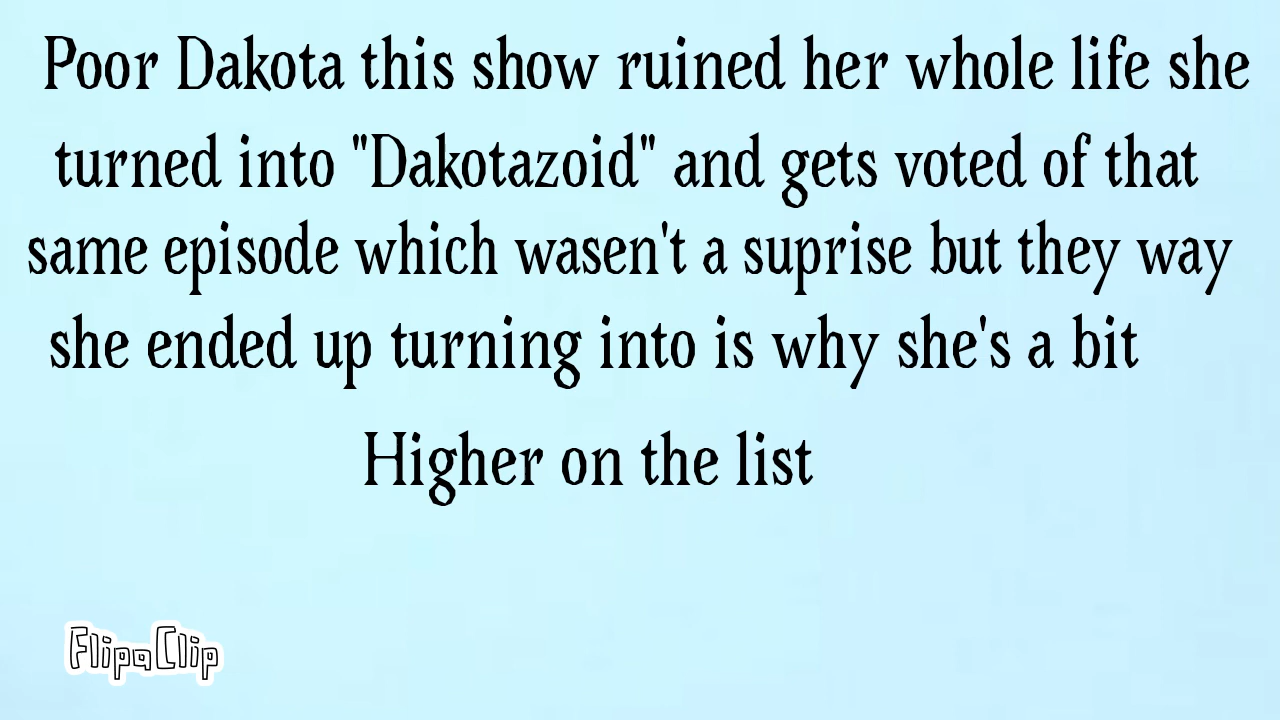 Poor Dakota this show ruined her whole life she
turned into "Dakotazoid" and gets voted of that
same episode which wasen't a suprise but they way
she ended up turning into is why she's a bit
Higher on the list
FlipaClip